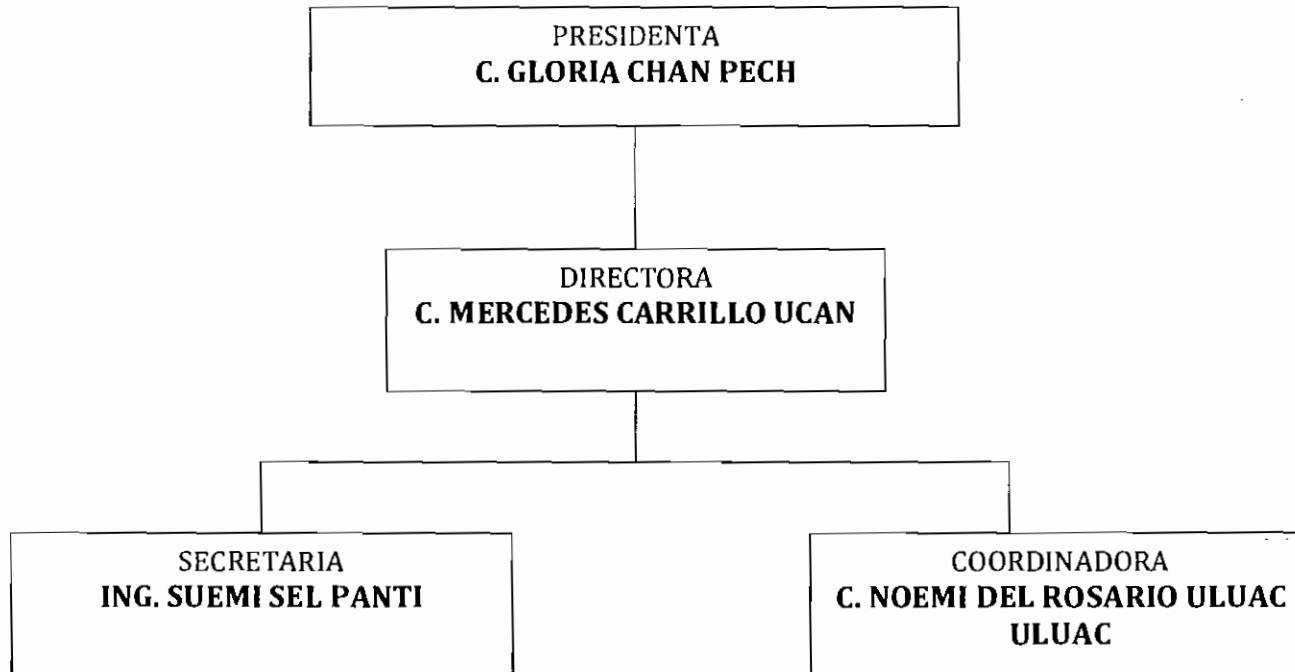 PRESIDENTA
C. GLORIA CHAN PECH
DIRECTORA
C. MERCEDES CARRILLO UCAN
SECRETARIA
ING. SUEMI SEL PANTI
COORDINADORA
C. NOEMI DEL ROSARIO ULUAC
ULUAC